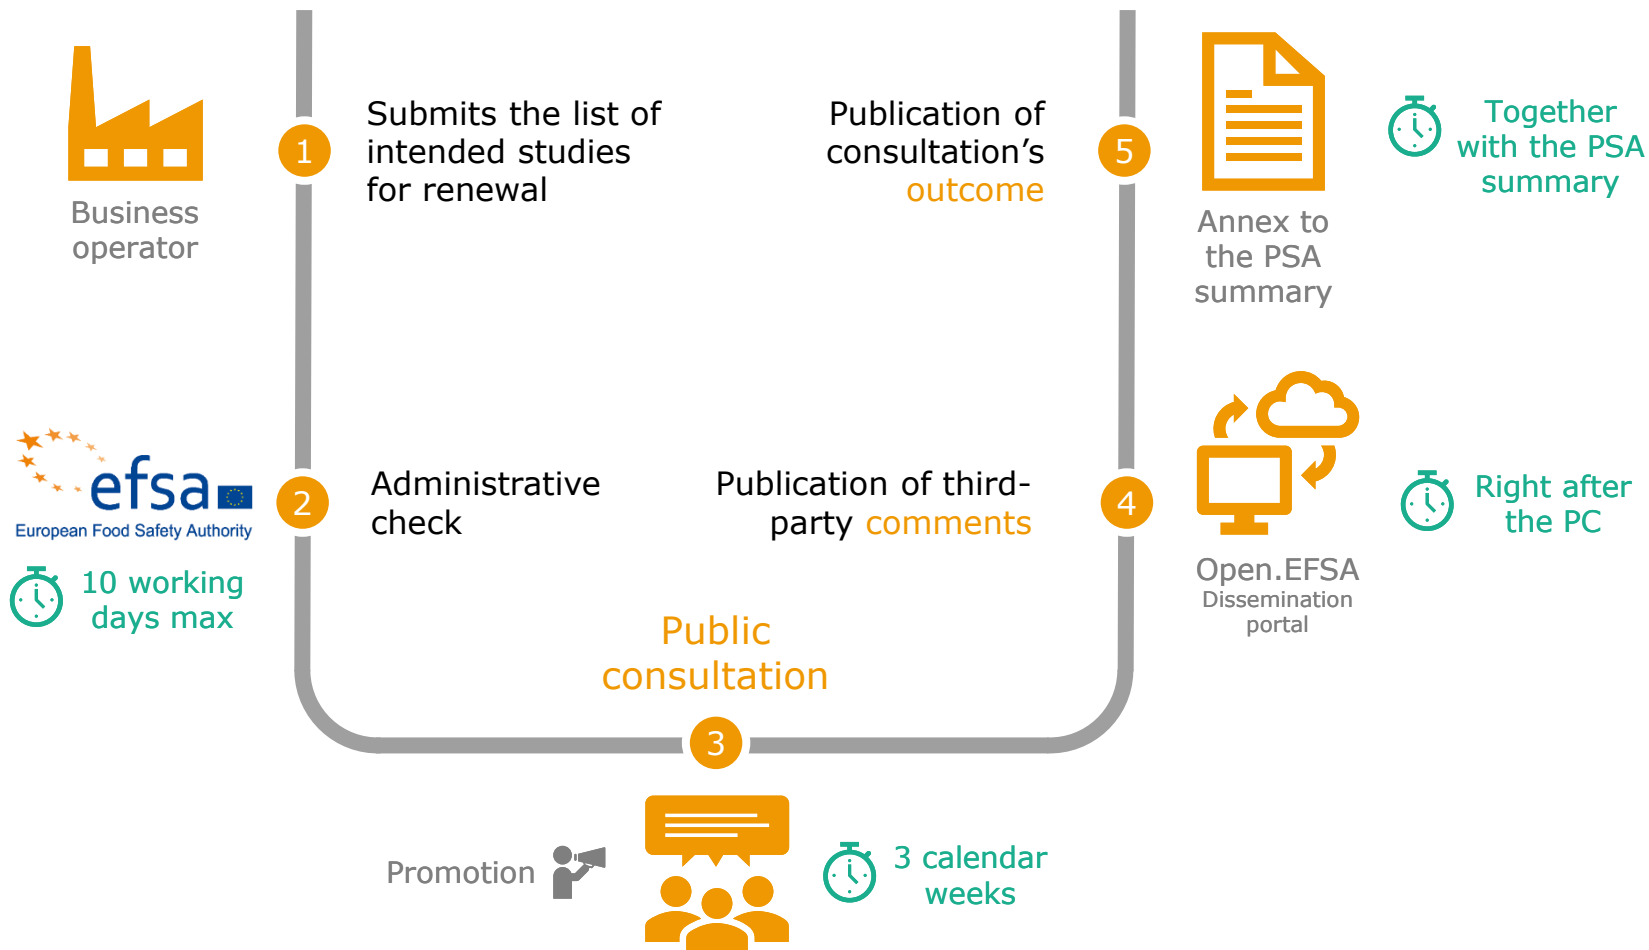 Business
operator
1
Submits the list of
intended studies
for renewal
efsa
European Food Safety Authority
10 working
days max
2
Administrative
check
Public
consultation
3
Promotion
3 calendar
weeks
Publication of third-
party comments
4
Open.EFSA
Dissemination
portal
Right after
the PC
Publication of
consultation’s
outcome
5
Annex to
the PSA
summary
Together
with the PSA
summary